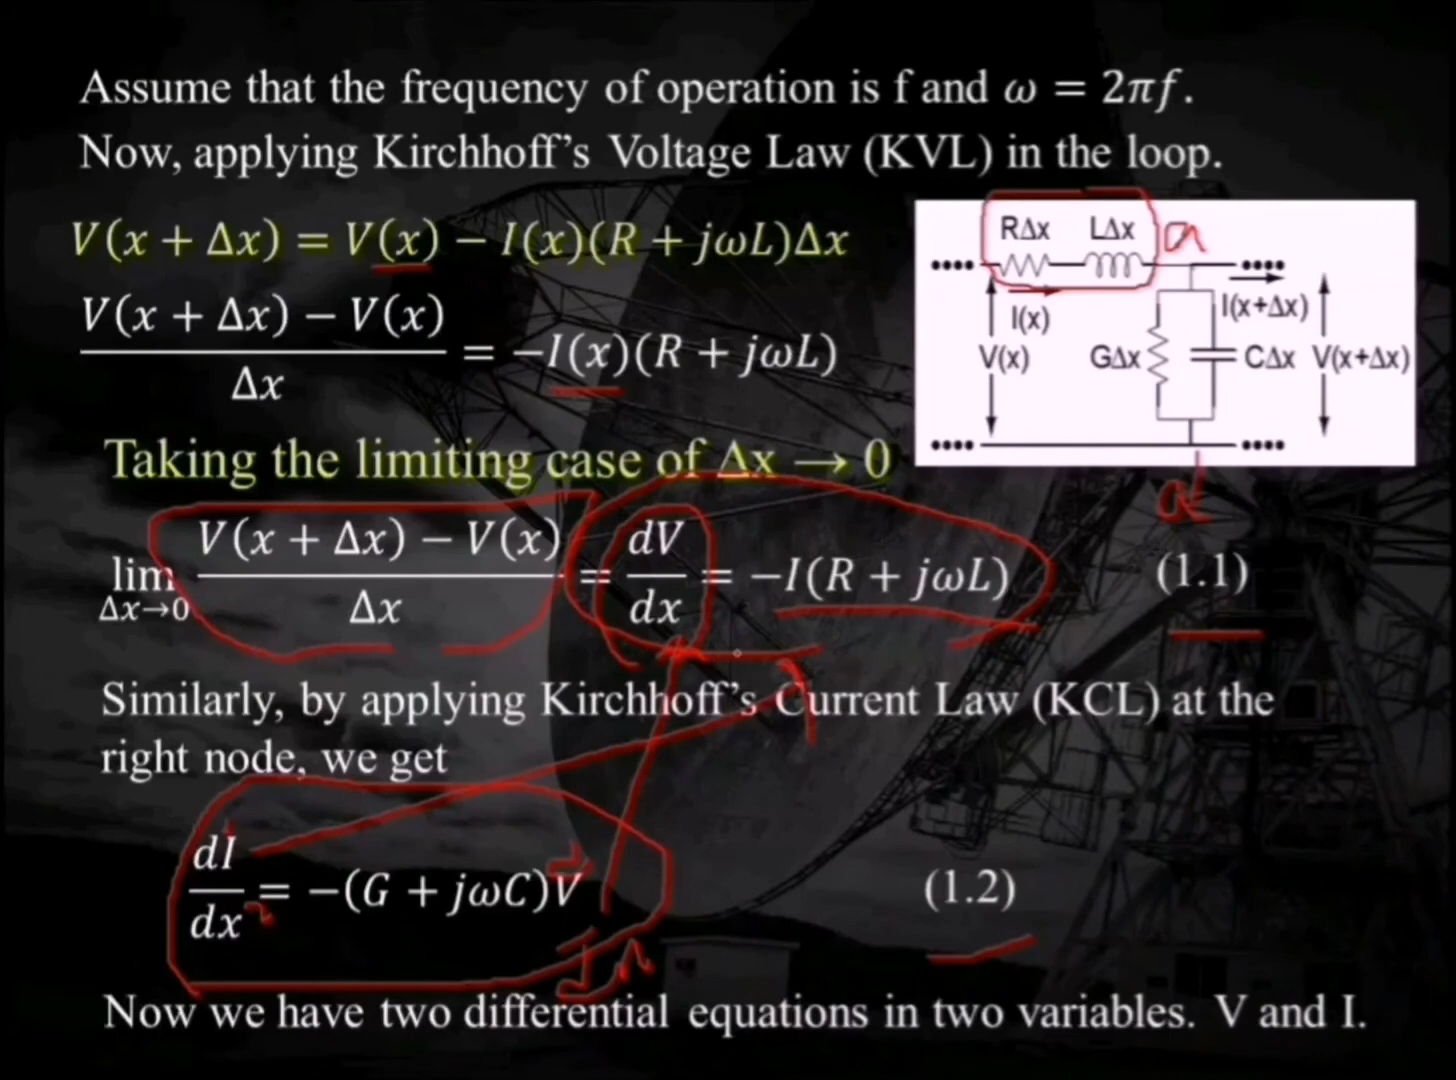 Assume that the frequency of operation is f and ω = 2πf.
Now, applying Kirchhoff's Voltage Law (KVL) in the loop.
V(x + Δx) = V(x) − I(x)(R + jωL)Δx
V(x + Δx) − V(x)
= −I(x)(R + jωL)
Δx
RΔx LΔx
I(x) I(x+Δx)
V(x) GΔx CΔx V(x+Δx)
Taking the limiting case of Δx → 0
V(x + Δx) − V(x) dV
lim = = −I(R + jωL) (1.1)
Δx→0 Δx dx
Similarly, by applying Kirchhoff's Current Law (KCL) at the
right node, we get
dI
= −(G + jωC)V (1.2)
dx
Now we have two differential equations in two variables. V and I.